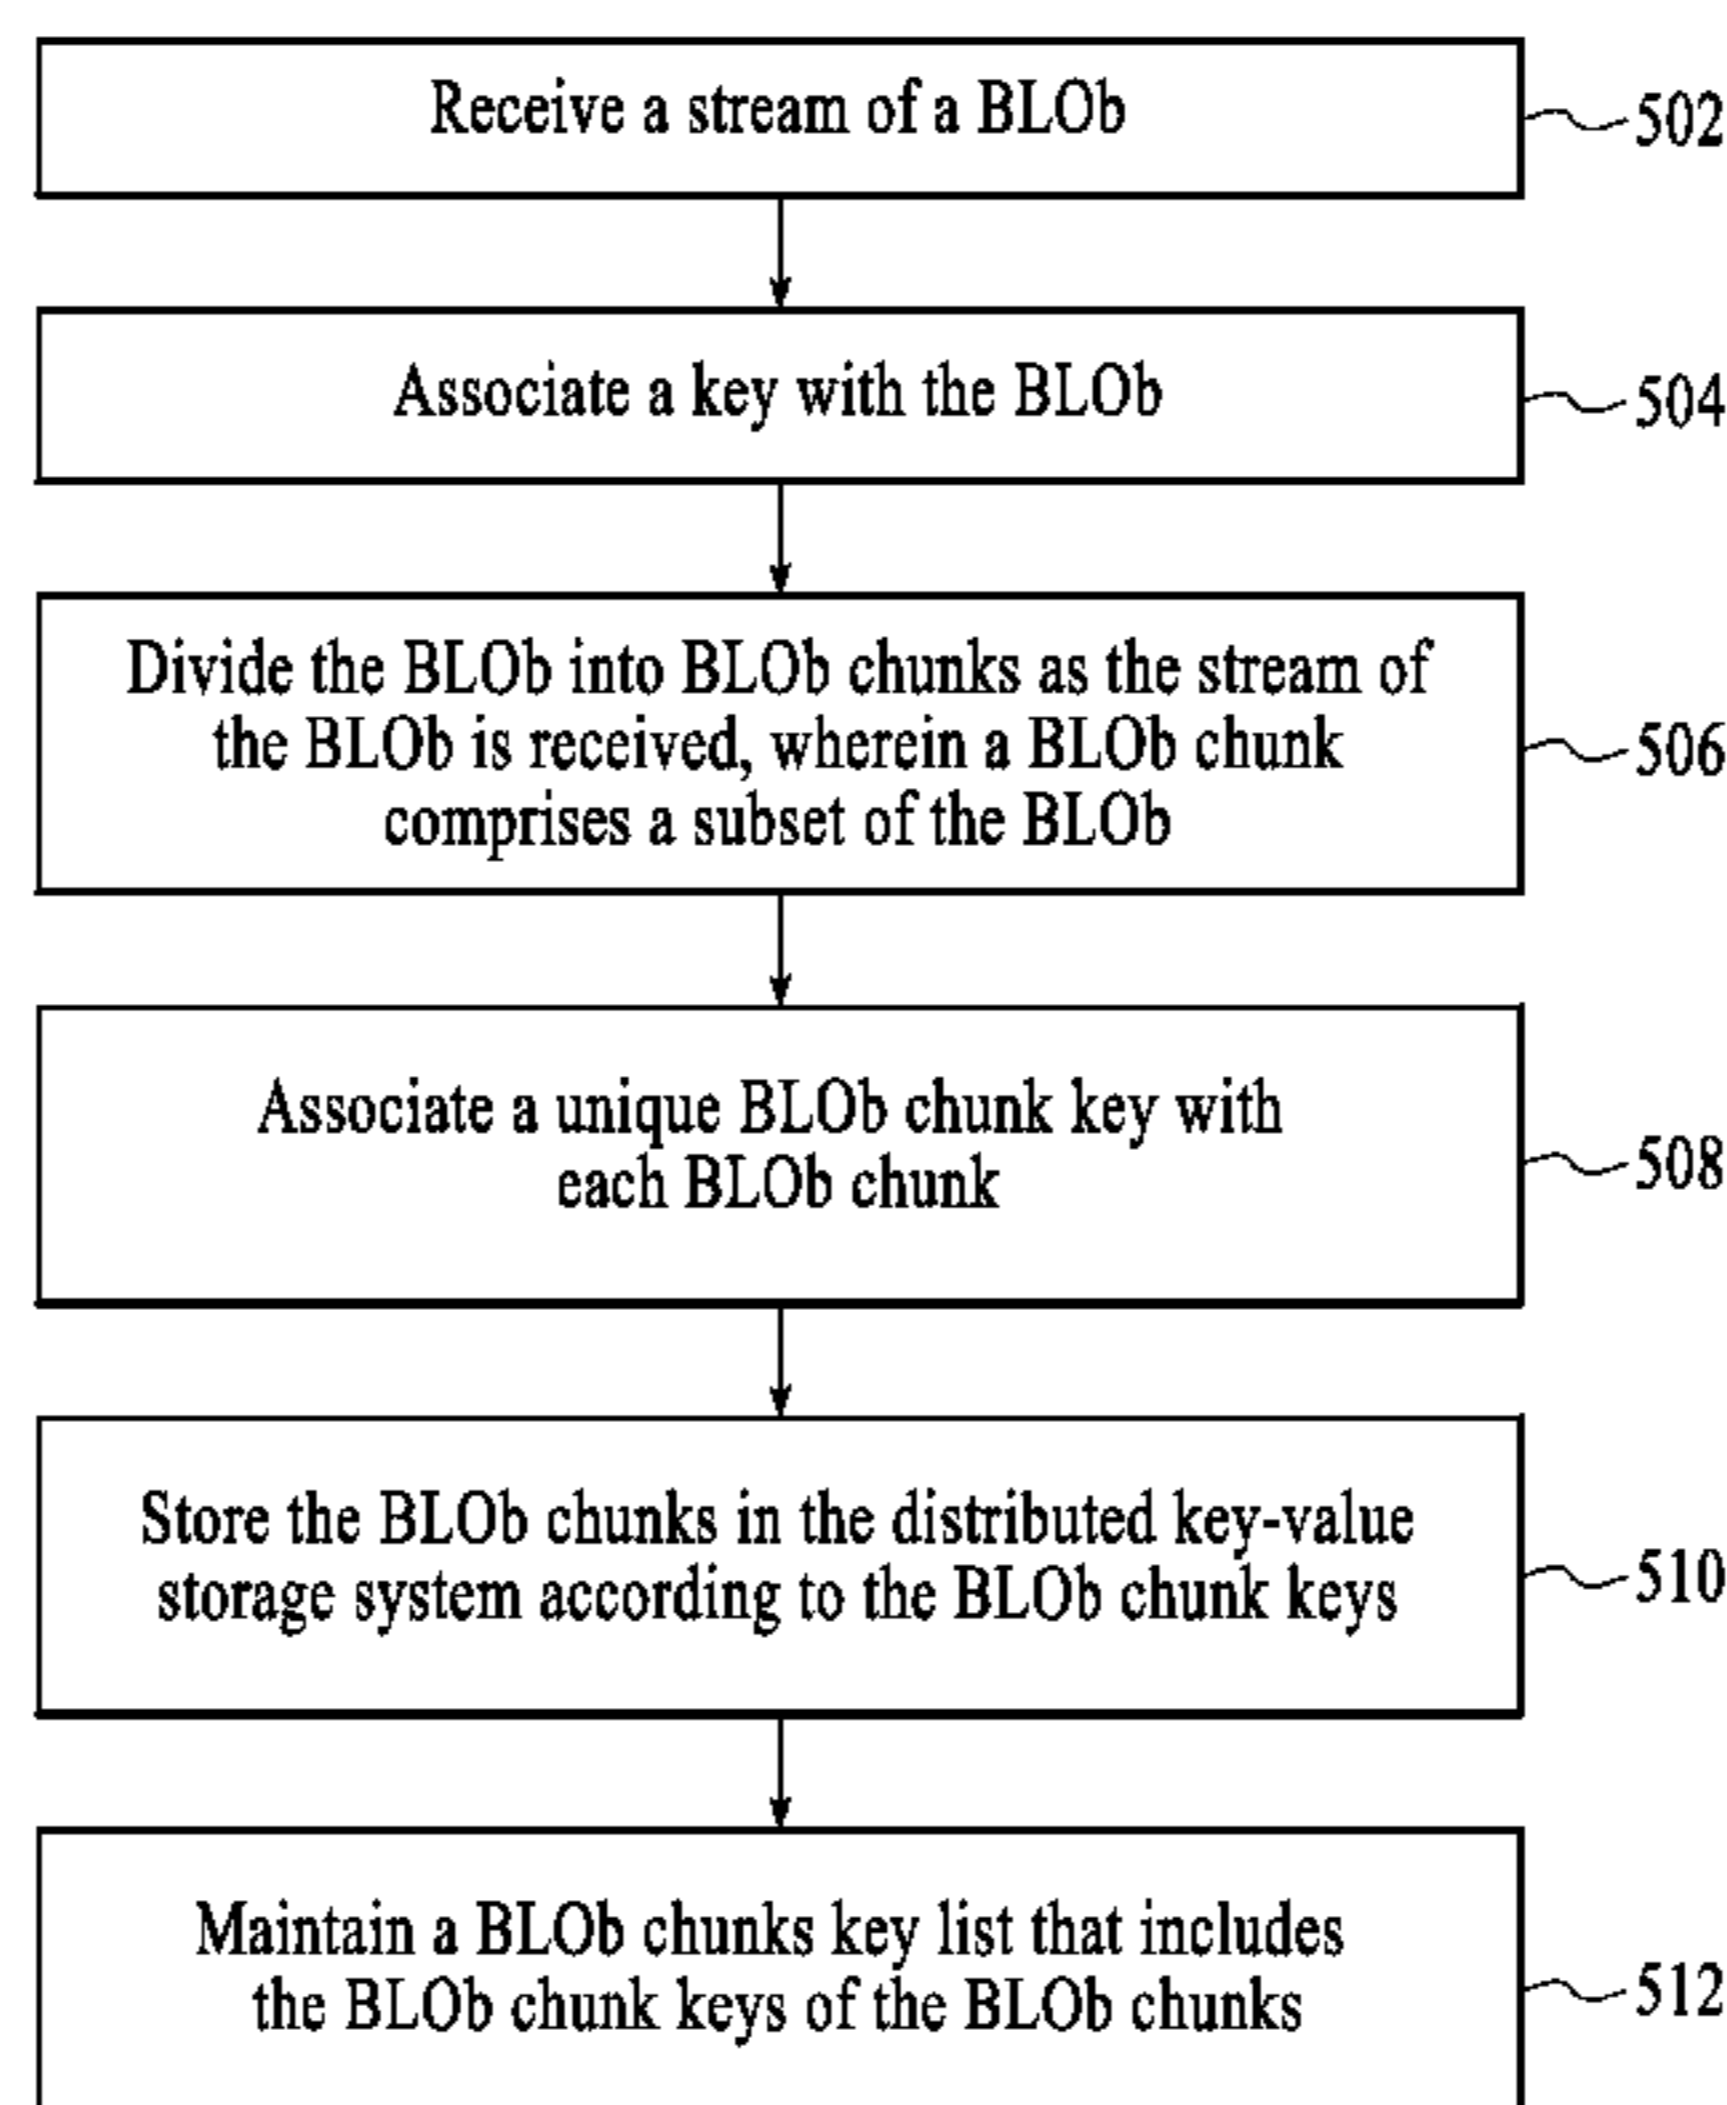 Receive a stream of a BLOb
502
Associate a key with the BLOb
504
Divide the BLOb into BLOb chunks as the stream of
the BLOb is received, wherein a BLOb chunk
comprises a subset of the BLOb
506
Associate a unique BLOb chunk key with
each BLOb chunk
508
Store the BLOb chunks in the distributed key-value
storage system according to the BLOb chunk keys
510
Maintain a BLOb chunks key list that includes
the BLOb chunk keys of the BLOb chunks
512